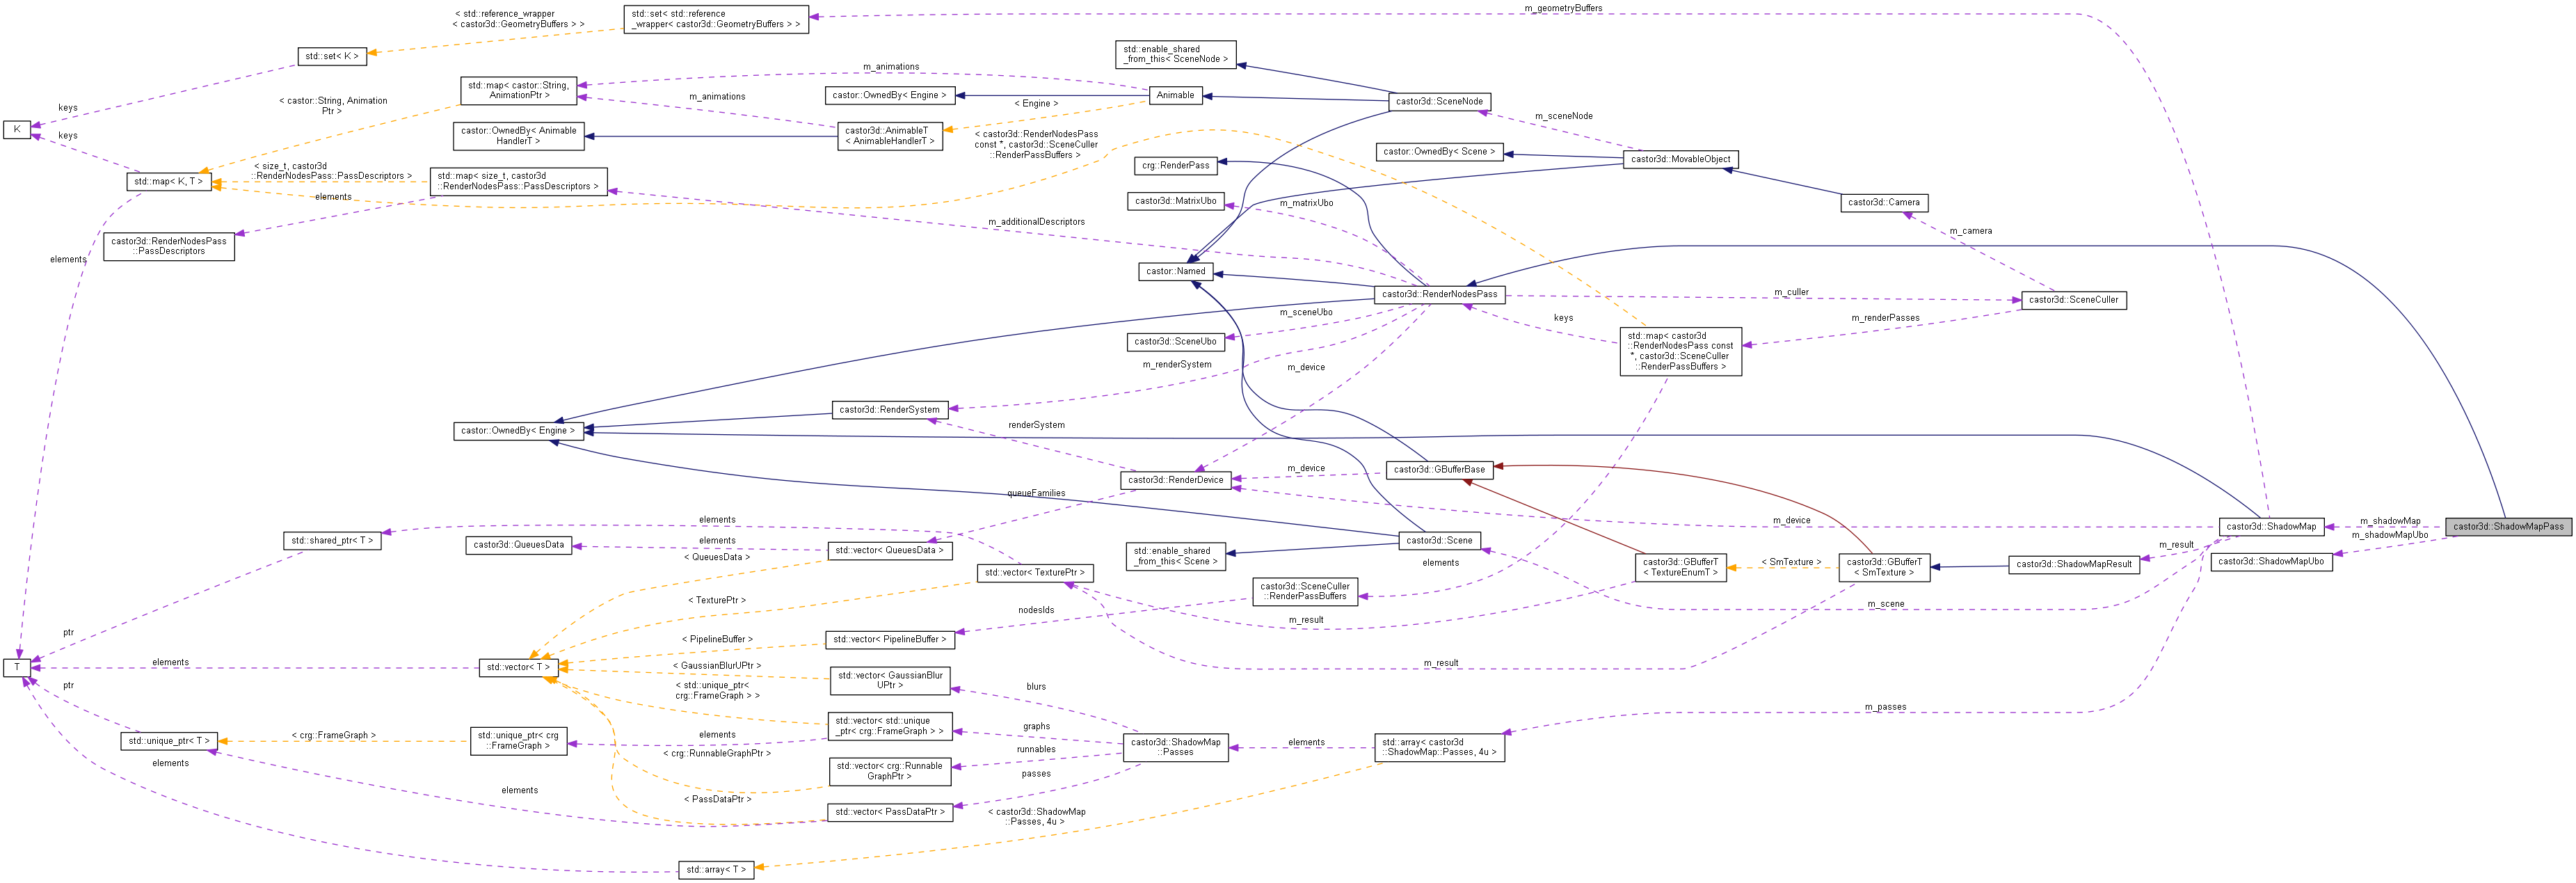 K
T
std::set< K >
keys
keys
std::map< K, T >
elements
castor3d::RenderNodesPass
::PassDescriptors
std::shared_ptr< T >
ptr
elements
ptr
std::unique_ptr< T >
elements
< std::reference_wrapper
< castor3d::GeometryBuffers > >
std::set< std::reference
_wrapper< castor3d::GeometryBuffers > >
m_geometryBuffers
< castor::String, Animation
Ptr >
std::map< castor::String,
AnimationPtr >
m_animations
m_animations
castor::OwnedBy< Animable
HandlerT >
< size_t, castor3d
::RenderNodesPass::PassDescriptors >
elements
std::map< size_t, castor3d
::RenderNodesPass::PassDescriptors >
castor::OwnedBy< Engine >
castor3d::AnimableT
< AnimableHandlerT >
Animable
< Engine >
std::enable_shared
_from_this< SceneNode >
< castor3d::RenderNodesPass
const *, castor3d::SceneCuller
::RenderPassBuffers >
crg::RenderPass
castor3d::MatrixUbo
m_matrixUbo
m_additionalDescriptors
castor::Named
castor3d::SceneNode
m_sceneNode
castor::OwnedBy< Scene >
castor3d::MovableObject
castor3d::Camera
m_camera
castor3d::RenderNodesPass
m_culler
castor3d::SceneCuller
m_renderPasses
keys
std::map< castor3d
::RenderNodesPass const
*, castor3d::SceneCuller
::RenderPassBuffers >
m_sceneUbo
castor3d::SceneUbo
m_renderSystem
m_device
castor3d::RenderSystem
castor::OwnedBy< Engine >
renderSystem
castor3d::RenderDevice
m_device
castor3d::GBufferBase
queueFamilies
elements
castor3d::QueuesData
elements
< QueuesData >
std::vector< QueuesData >
std::vector< TexturePtr >
< TexturePtr >
std::enable_shared
_from_this< Scene >
castor3d::Scene
m_device
castor3d::ShadowMap
m_shadowMap
castor3d::ShadowMapPass
m_shadowMapUbo
castor3d::ShadowMapUbo
m_result
castor3d::ShadowMapResult
castor3d::GBufferT
< SmTexture >
< SmTexture >
castor3d::GBufferT
< TextureEnumT >
elements
castor3d::SceneCuller
::RenderPassBuffers
nodesIds
m_result
m_scene
< PipelineBuffer >
std::vector< PipelineBuffer >
std::vector< T >
< GaussianBlurUPtr >
std::vector< GaussianBlur
UPtr >
blurs
m_result
< std::unique_ptr<
crg::FrameGraph > >
std::vector< std::unique
_ptr< crg::FrameGraph > >
graphs
m_passes
< crg::FrameGraph >
std::unique_ptr< crg
::FrameGraph >
elements
< crg::RunnableGraphPtr >
std::vector< crg::Runnable
GraphPtr >
runnables
castor3d::ShadowMap
::Passes
elements
std::array< castor3d
::ShadowMap::Passes, 4u >
passes
elements
< PassDataPtr >
std::vector< PassDataPtr >
< castor3d::ShadowMap
::Passes, 4u >
elements
std::array< T >